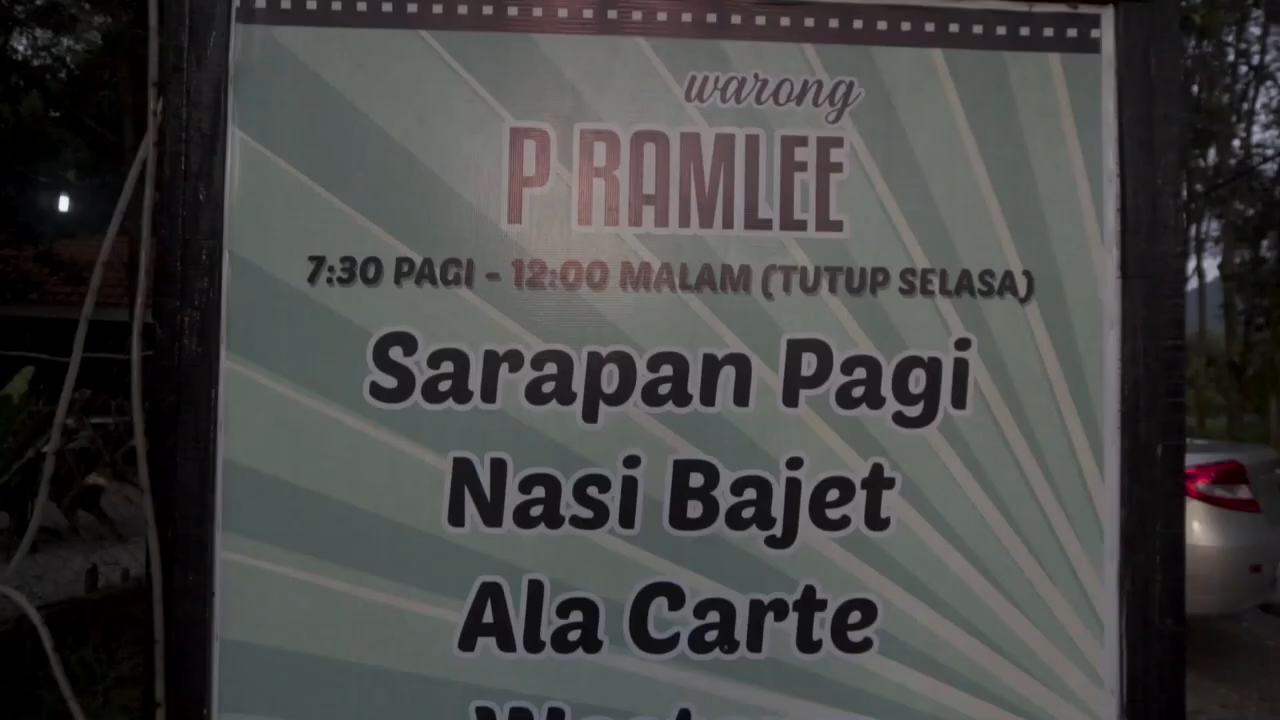 warong
P RAMLEE
7:30 PAGI - 12:00 MALAM (TUTUP SELASA)
Sarapan Pagi
Nasi Bajet
Ala Carte